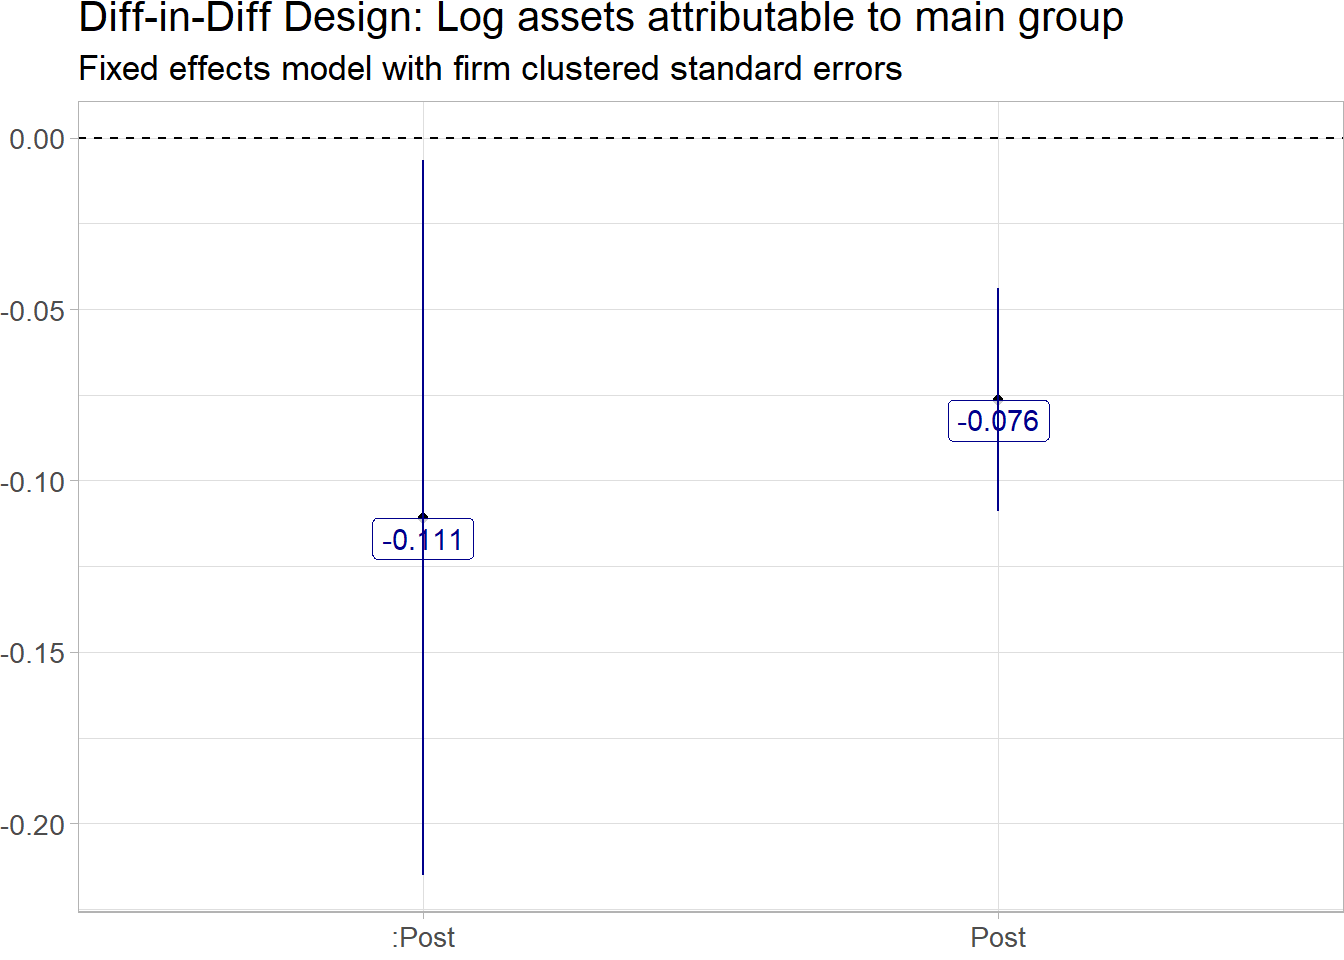 Diff-in-Diff Design: Log assets attributable to main group
Fixed effects model with firm clustered standard errors
0.00
-0.05
-0.076
-0.10
-0.111
-0.15
-0.20
:Post
Post